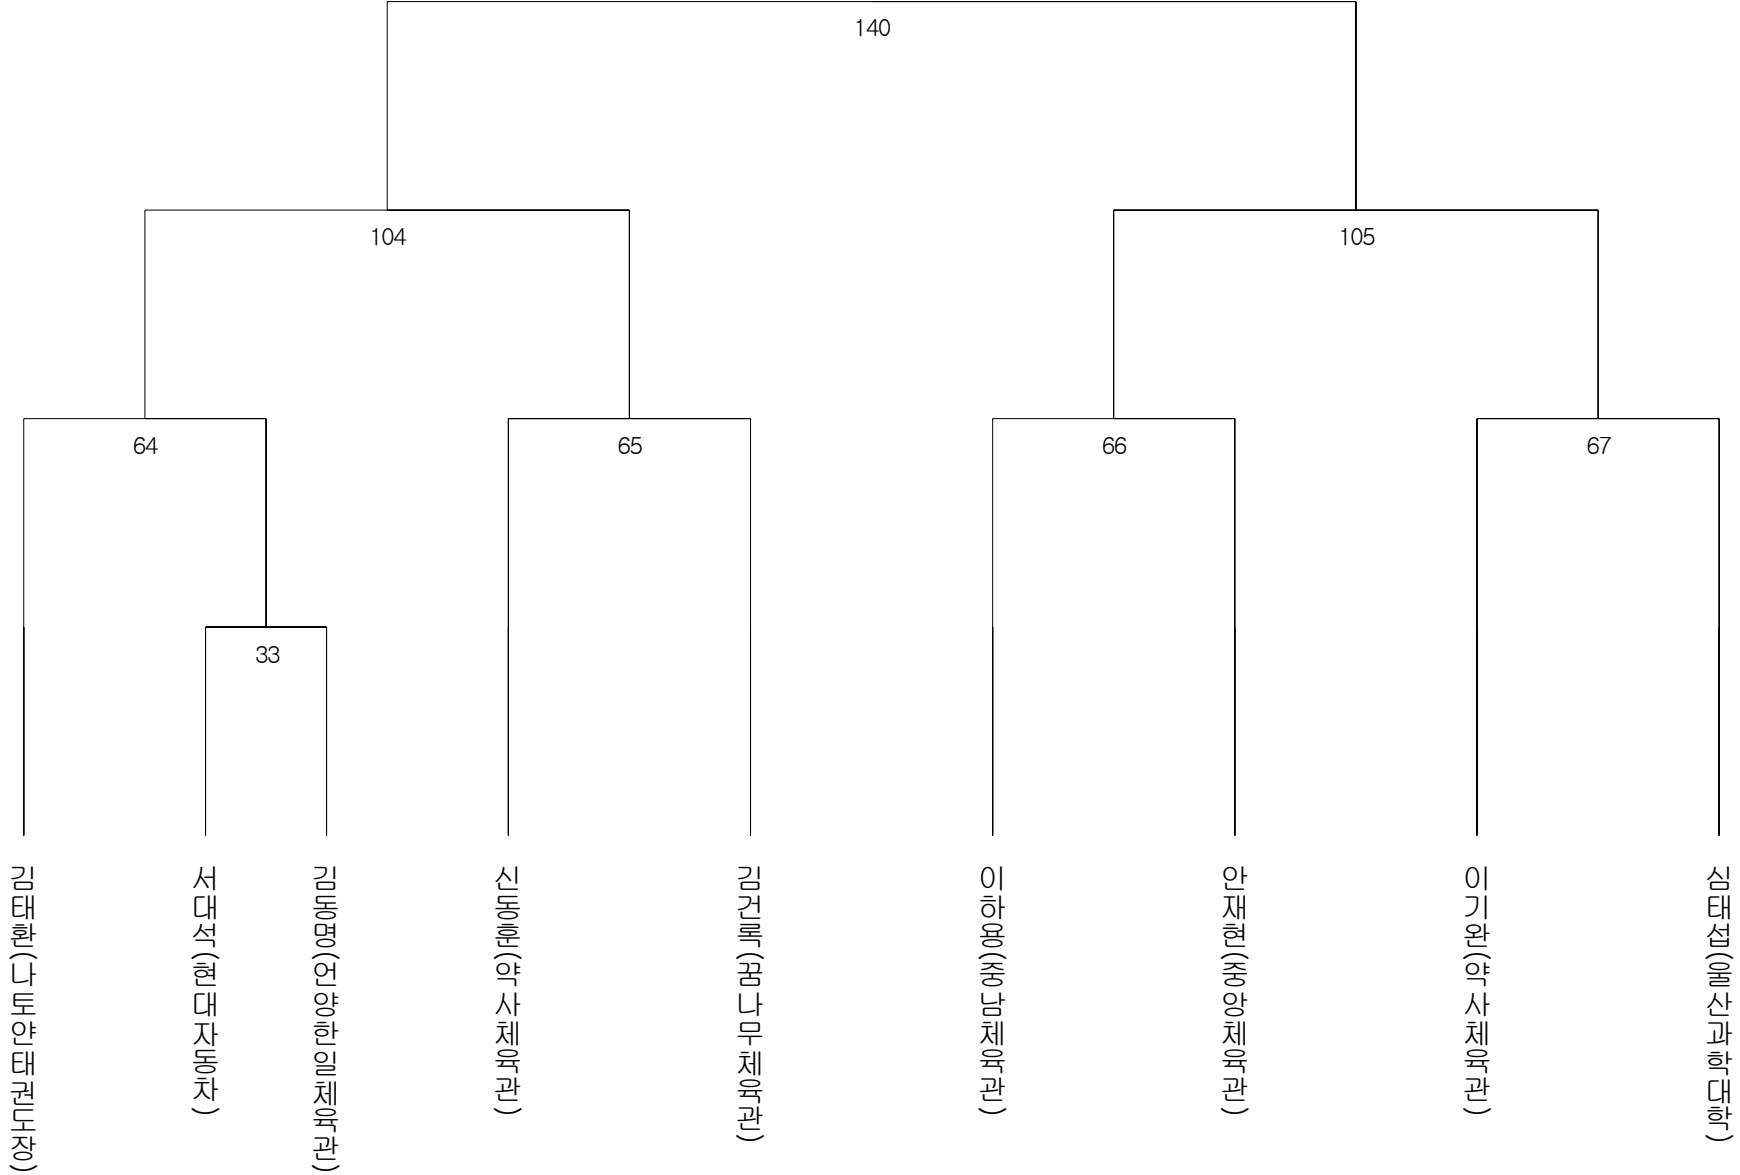 140
104
105
64
65
66
67
33
김태환(나토얀태권도장)
서대석(현대자동차)
김동명(언양한일체육관)
신동훈(약사체육관)
김건록(꿈나무체육관)
이하용(중남체육관)
안재현(중앙체육관)
이기완(약사체육관)
심태섭(울산과학대학)